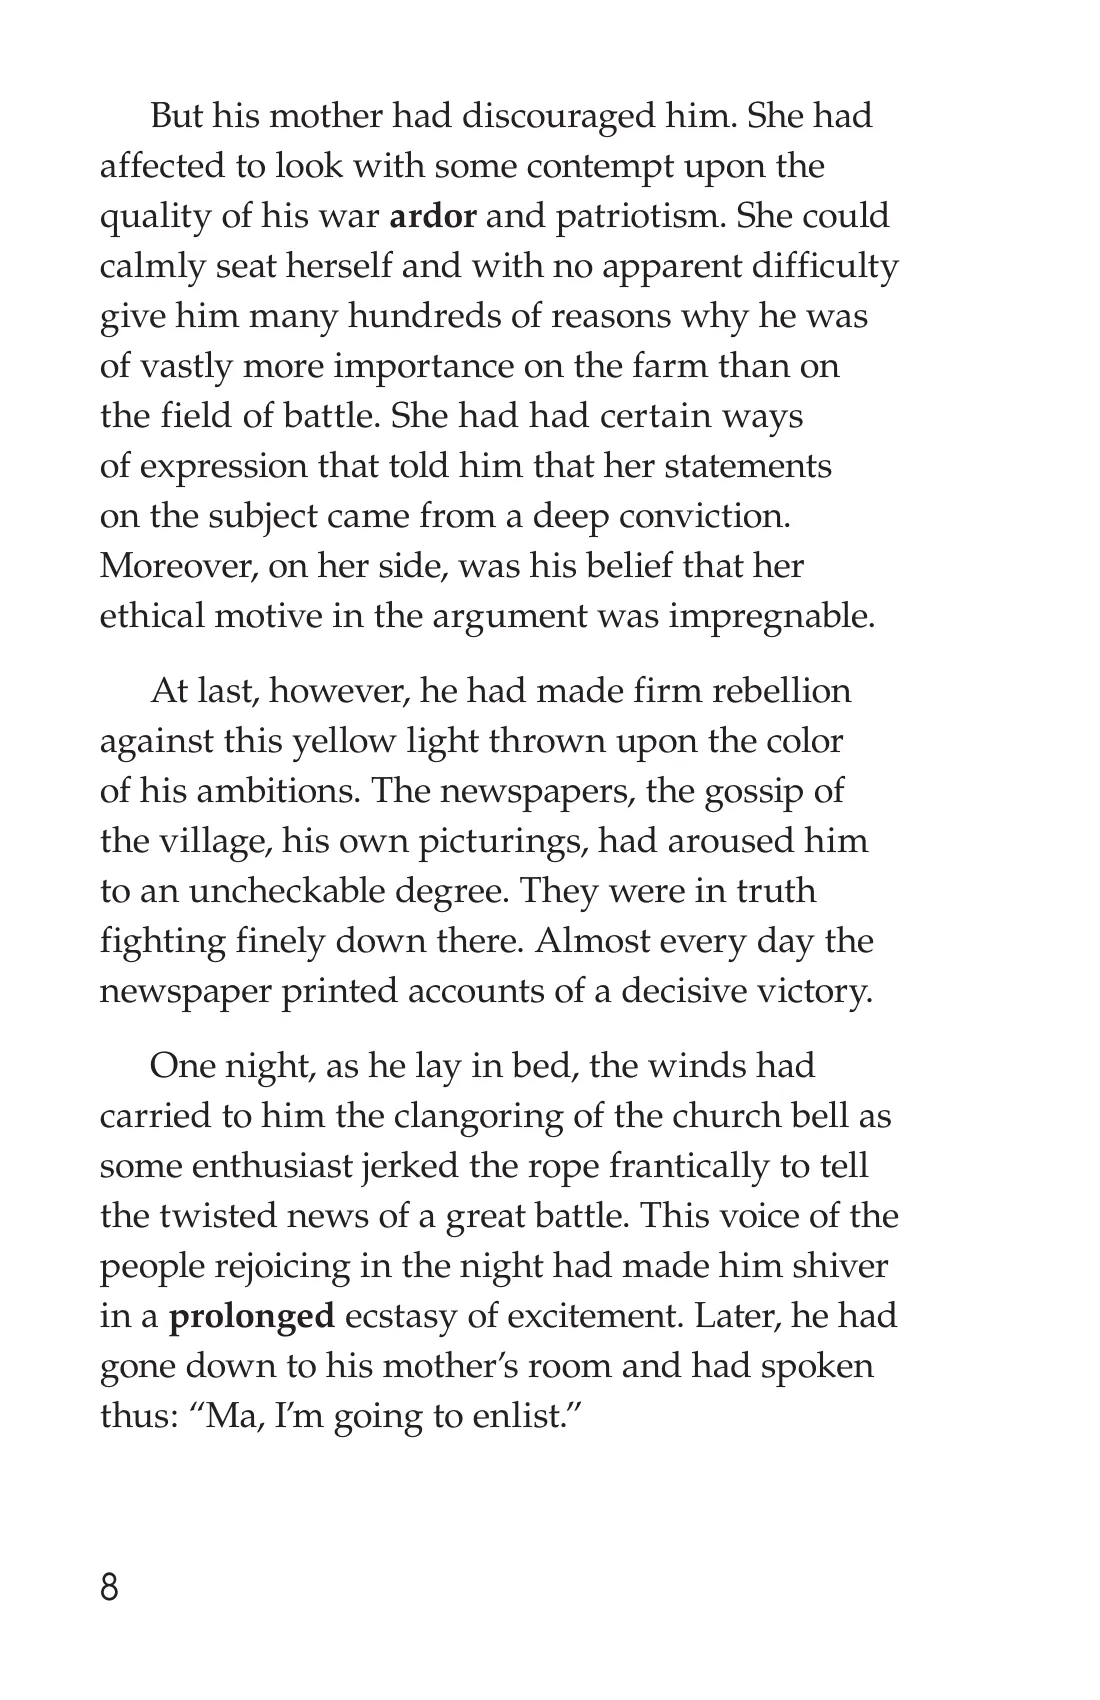 But his mother had discouraged him. She had
affected to look with some contempt upon the
quality of his war ardor and patriotism. She could
calmly seat herself and with no apparent difficulty
give him many hundreds of reasons why he was
of vastly more importance on the farm than on
the field of battle. She had had certain ways
of expression that told him that her statements
on the subject came from a deep conviction.
Moreover, on her side, was his belief that her
ethical motive in the argument was impregnable.
At last, however, he had made firm rebellion
against this yellow light thrown upon the color
of his ambitions. The newspapers, the gossip of
the village, his own picturings, had aroused him
to an uncheckable degree. They were in truth
fighting finely down there. Almost every day the
newspaper printed accounts of a decisive victory.
One night, as he lay in bed, the winds had
carried to him the clangoring of the church bell as
some enthusiast jerked the rope frantically to tell
the twisted news of a great battle. This voice of the
people rejoicing in the night had made him shiver
in a prolonged ecstasy of excitement. Later, he had
gone down to his mother’s room and had spoken
thus: “Ma, I’m going to enlist.”
8